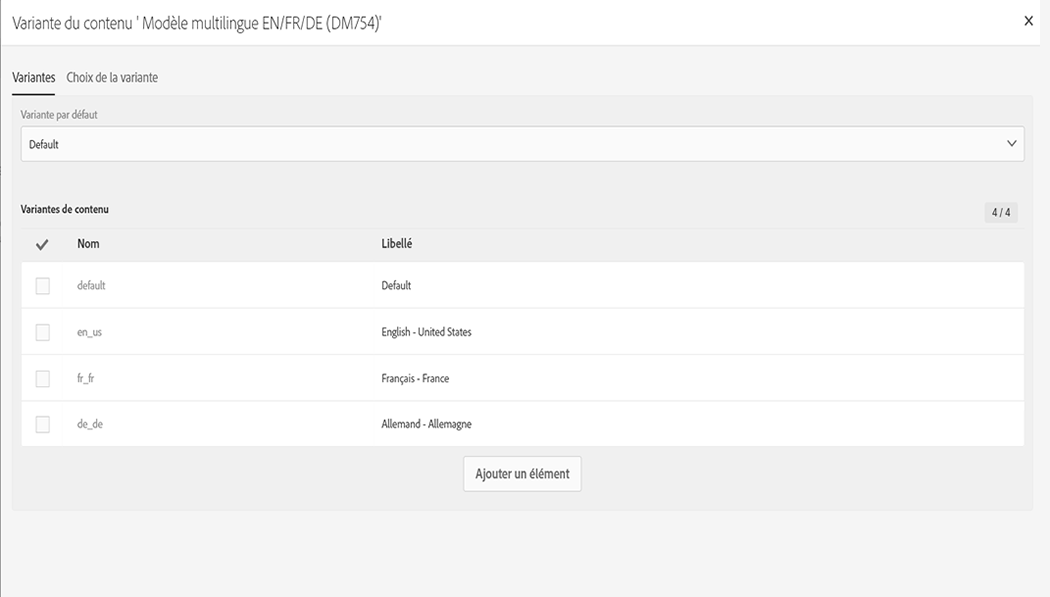 Variante du contenu ' Modèle multilingue EN/FR/DE (DM754)'
X
Variantes Choix de la variante
Variante par défaut
Default
Variantes de contenu
4 / 4
Nom Libellé
default Default
en_us English - United States
fr_fr Français - France
de_de Allemand - Allemagne
Ajouter un élément